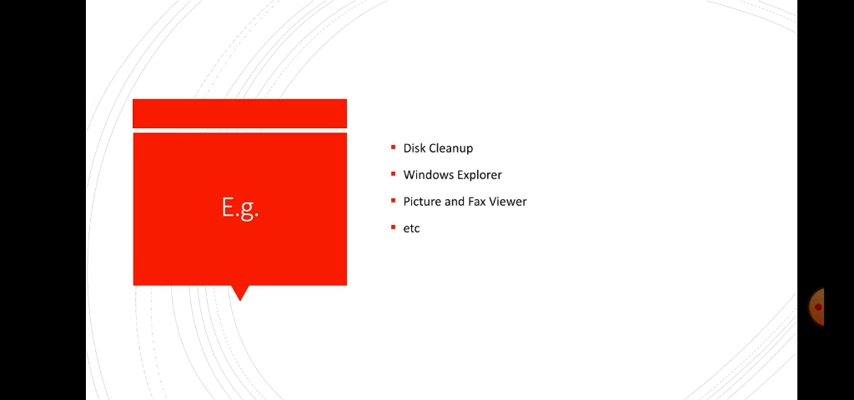 E.g.
Disk Cleanup
Windows Explorer
Picture and Fax Viewer
etc